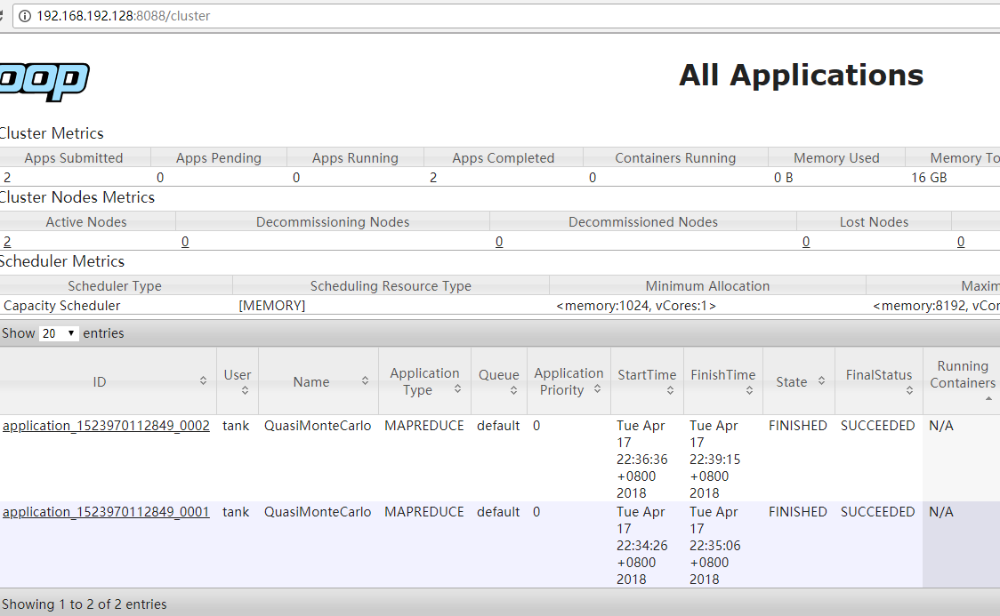 192.168.192.128:8088/cluster
oop
All Applications
Cluster Metrics
Apps Submitted Apps Pending Apps Running Apps Completed Containers Running Memory Used Memory To
2 0 0 2 0 0 B 16 GB
Cluster Nodes Metrics
Active Nodes Decommissioning Nodes Decommissioned Nodes Lost Nodes
2 0 0 0 0
Scheduler Metrics
Scheduler Type Scheduling Resource Type Minimum Allocation Maxim
Capacity Scheduler [MEMORY] <memory:1024, vCores:1> <memory:8192, vCor
Show 20 entries
ID User Name Application Type Queue Application Priority StartTime FinishTime State FinalStatus Running Containers
application_1523970112849_0002 tank QuasiMonteCarlo MAPREDUCE default 0 Tue Apr 17 22:36:36 +0800 2018 Tue Apr 17 22:39:15 +0800 2018 FINISHED SUCCEEDED N/A
application_1523970112849_0001 tank QuasiMonteCarlo MAPREDUCE default 0 Tue Apr 17 22:34:26 +0800 2018 Tue Apr 17 22:35:06 +0800 2018 FINISHED SUCCEEDED N/A
Showing 1 to 2 of 2 entries